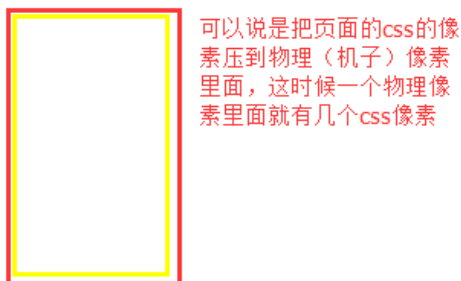 可以说是把页面的css的像
素压到物理（机子）像素
里面，这时候一个物理像
素里面就有几个css像素